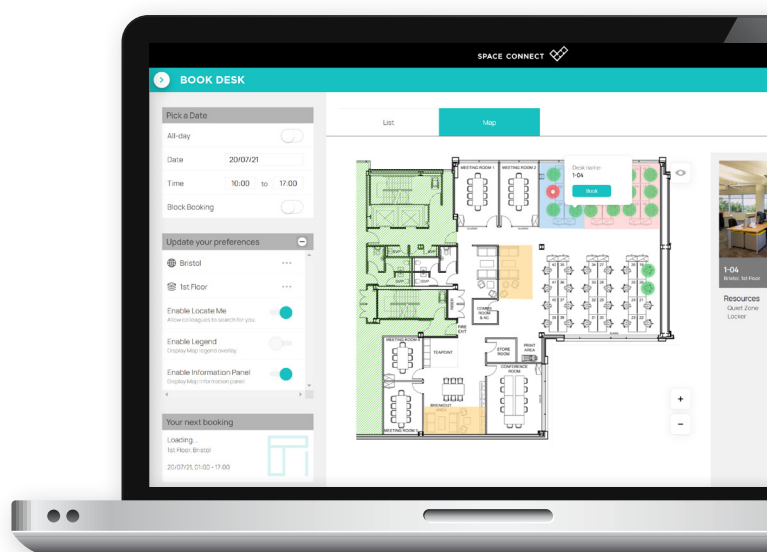 SPACE CONNECT
BOOK DESK
Pick a Date
All-day
Date 20/07/21
Time 10:00 to 17:00
Block Booking
Update your preferences
Bristol
1st Floor
Enable Locate Me
Allow colleagues to search for you.
Enable Legend
Display Map legend overlay.
Enable Information Panel
Display Map information panel.
Your next booking
Loading...
1st Floor, Bristol
20/07/21, 01:00 - 17:00
List
Map
MEETING ROOM 1
MEETING ROOM 2
Desk name:
1-04
Book
COMMS
ROOM
& AC
FIRE
EXIT
TEAPOINT
STORE
ROOM
PRINT
AREA
CONFERENCE
ROOM
BREAKOUT
AREA
1-04
Bristol, 1st Floor
Resources
Quiet Zone
Locker
+
-